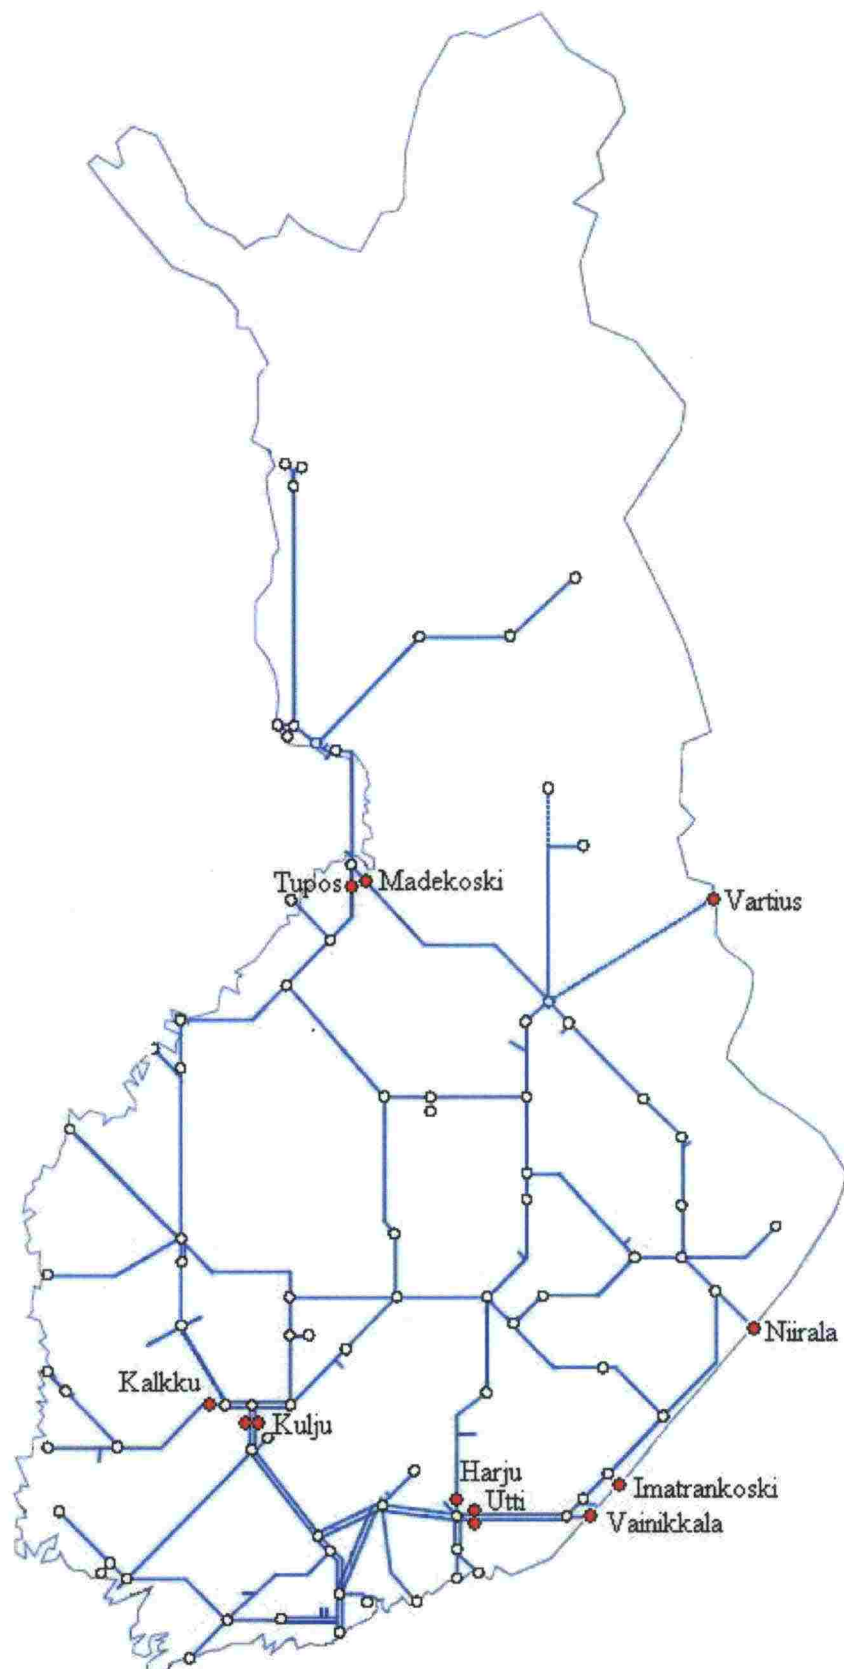 Tupos
Madekoski
Vartius
Niirala
Kalkku
Kulju
Harju
Utti
Imatrankoski
Vainikkala